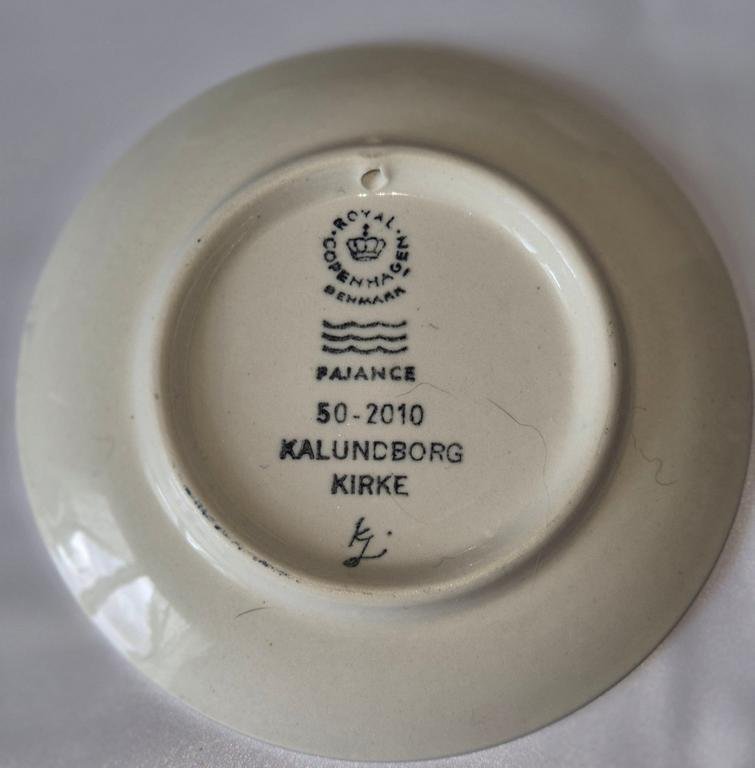 ROYAL
COPENHAGEN
DENMARK
FAJANCE
50-2010
KALUNDBORG
KIRKE